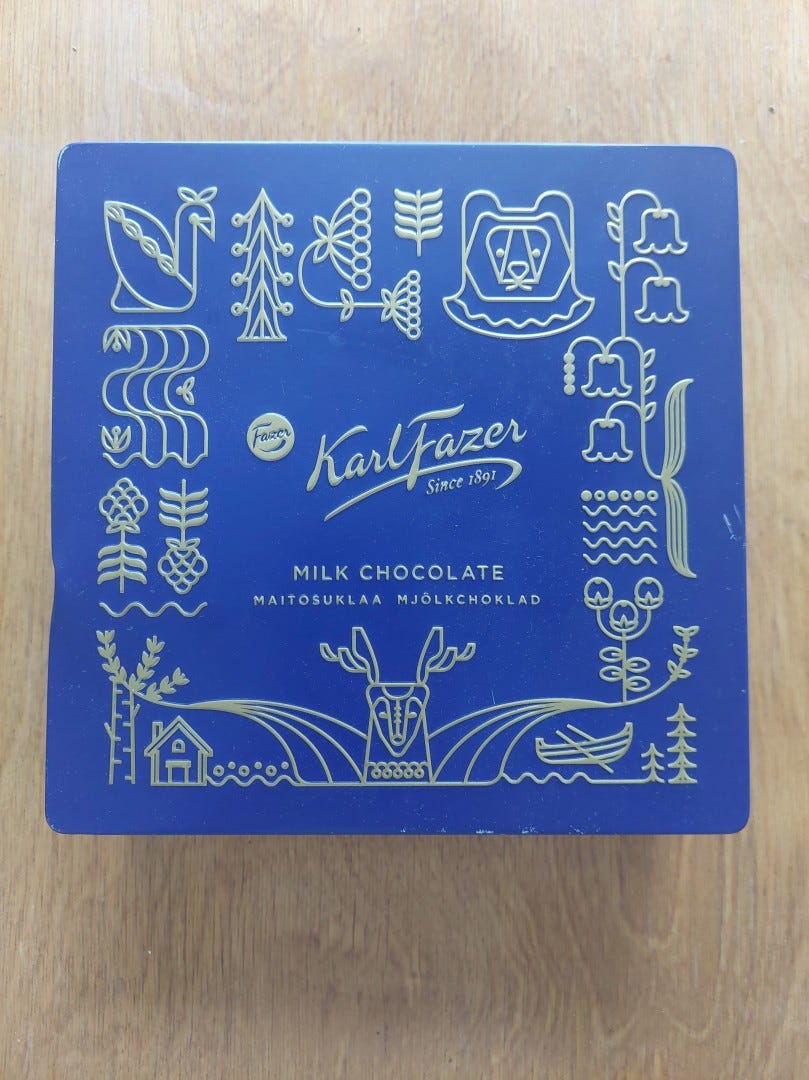 Fazer
Karl Fazer
Since 1891
MILK CHOCOLATE
MAITOSUKLAA MJÖLKCHOKLAD